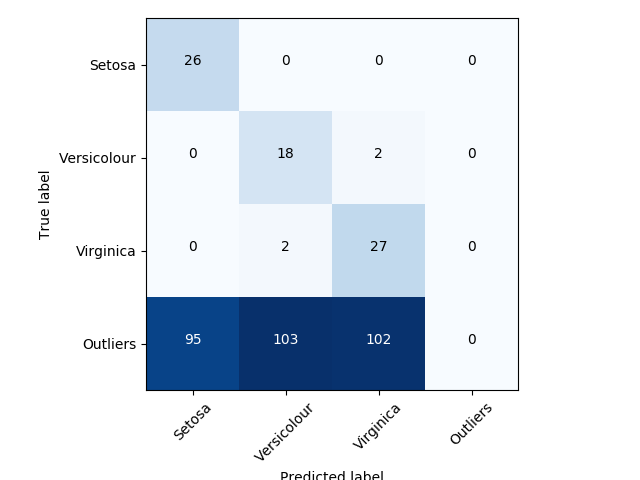 Setosa 26 0 0 0
Versicolour 0 18 2 0
Virginica 0 2 27 0
Outliers 95 103 102 0
True label
Setosa Versicolour Virginica Outliers
Predicted label